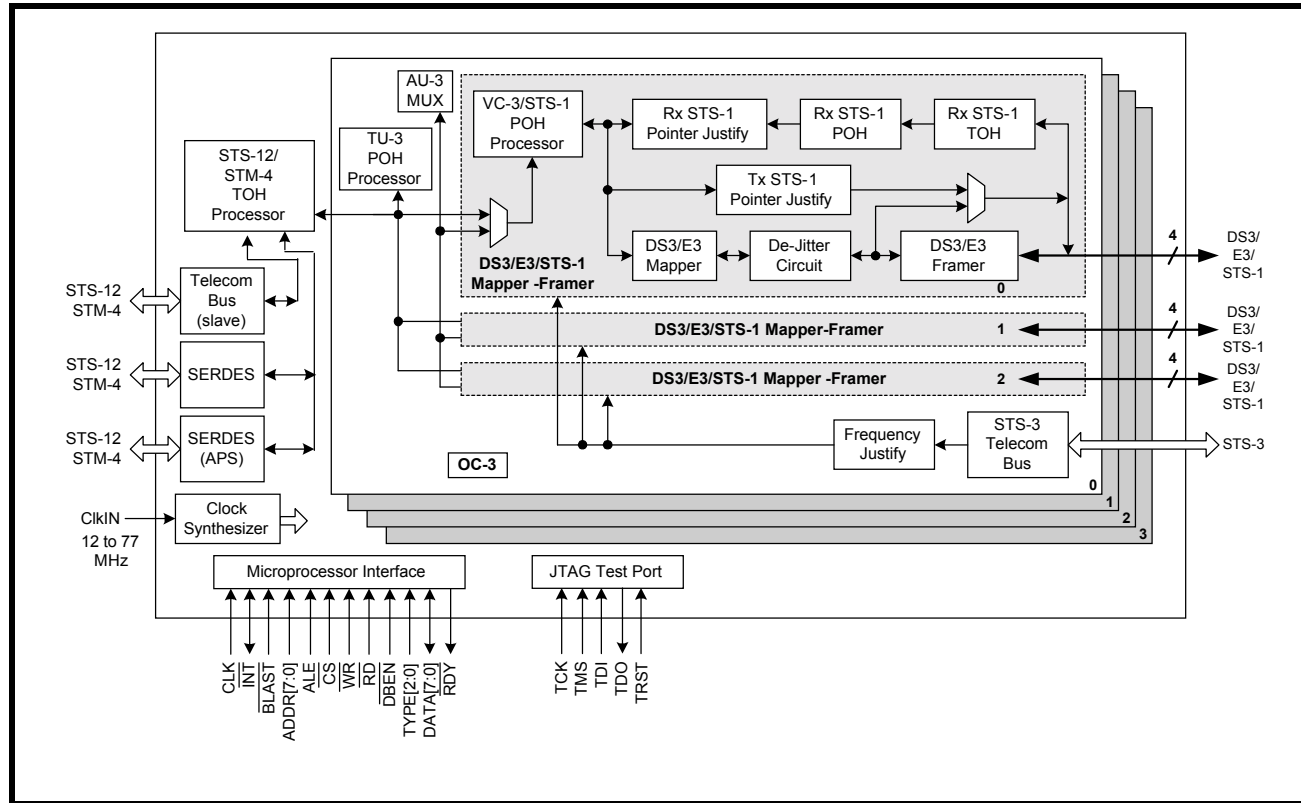 AU-3
MUX
VC-3/STS-1
POH
Processor
Rx STS-1
Pointer Justify
Rx STS-1
POH
Rx STS-1
TOH
TU-3
POH
Processor
STS-12/
STM-4
TOH
Processor
Tx STS-1
Pointer Justify
DS3/E3
Mapper
De-Jitter
Circuit
DS3/E3
Framer
DS3/E3/STS-1
Mapper -Framer
0
4
DS3/
E3/
STS-1
STS-12
STM-4
Telecom
Bus
(slave)
DS3/E3/STS-1 Mapper-Framer
1
4
DS3/
E3/
STS-1
STS-12
STM-4
SERDES
DS3/E3/STS-1 Mapper -Framer
2
4
DS3/
E3/
STS-1
STS-12
STM-4
SERDES
(APS)
Frequency
Justify
STS-3
Telecom
Bus
STS-3
OC-3
0
1
2
3
ClkIN
12 to 77
MHz
Clock
Synthesizer
Microprocessor Interface
JTAG Test Port
CLK
INT
BLAST
ADDR[7:0]
ALE
CS
WR
RD
DBEN
TYPE[2:0]
DATA[7:0]
RDY
TCK
TMS
TDI
TDO
TRST